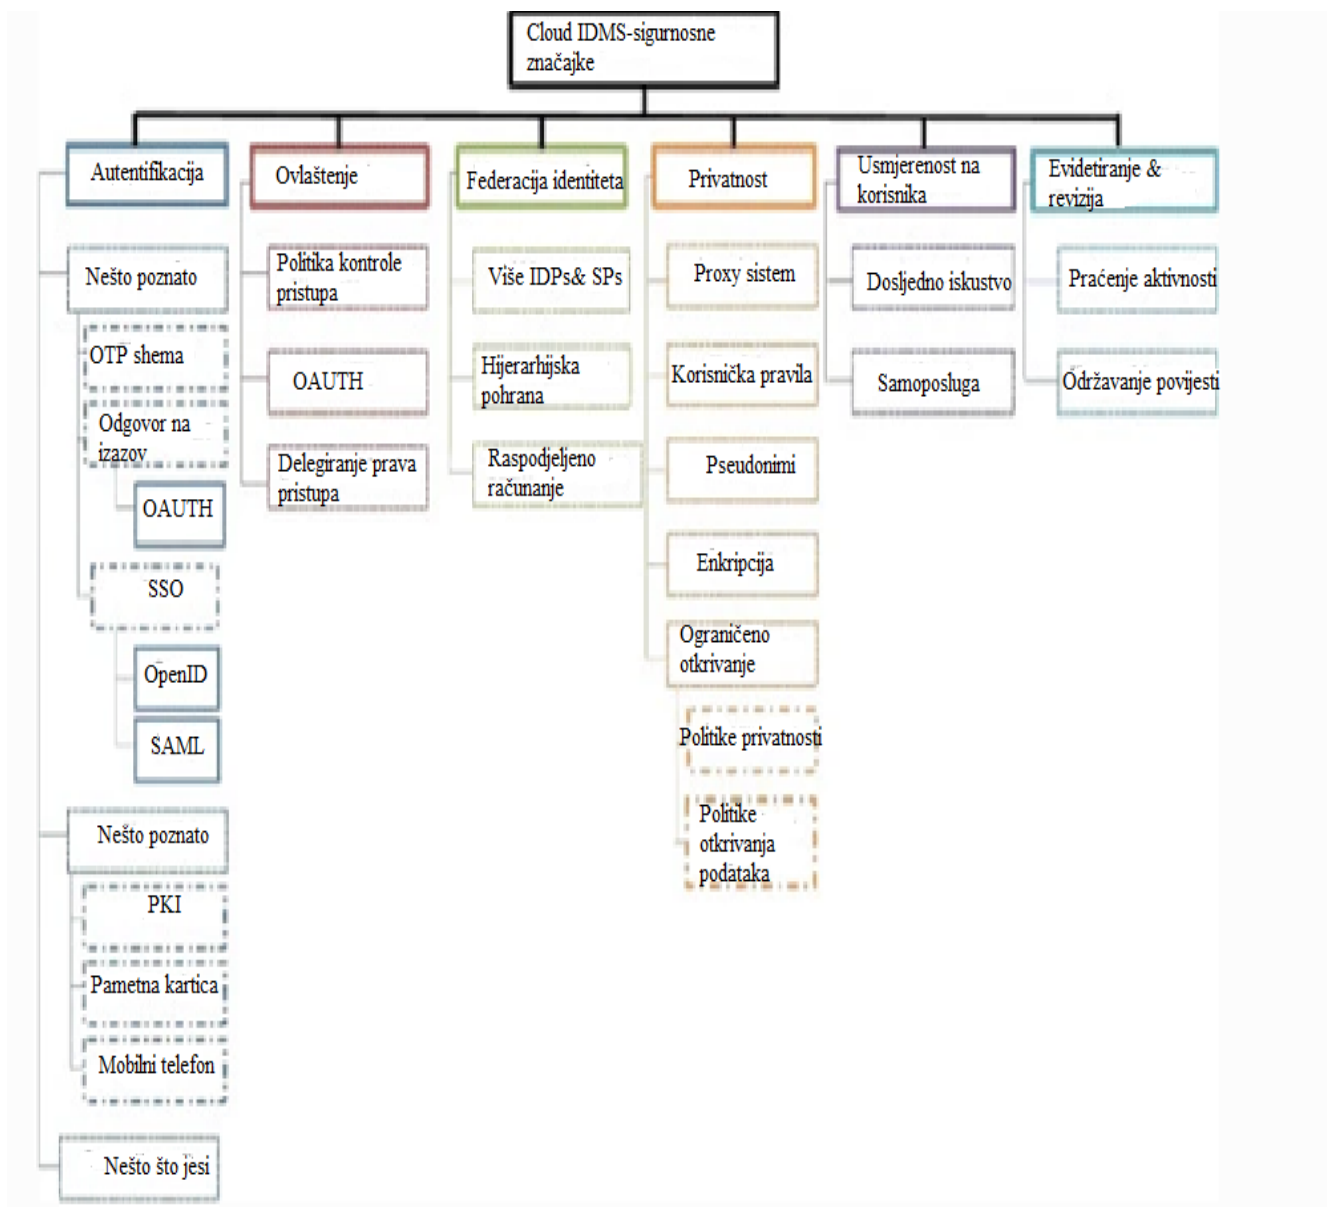 Cloud IDMS-sigurnosne
značajke
Autentifikacija
Nešto poznato
OTP shema
Odgovor na
izazov
OAUTH
SSO
OpenID
SAML
Nešto poznato
PKI
Pametna kartica
Mobilni telefon
Nešto što jesi
Ovlaštenje
Politika kontrole
pristupa
OAUTH
Delegiranje prava
pristupa
Federacija identiteta
Više IDPs& SPs
Hijerarhijska
pohrana
Raspodjeljeno
računanje
Privatnost
Proxy sistem
Korisnička pravila
Pseudonimi
Enkripcija
Ograničeno
otkrivanje
Politike privatnosti
Politike
otkrivanja
podataka
Usmjerenost na
korisnika
Dosljedno iskustvo
Samoposluga
Evidetiranje &
revizija
Praćenje aktivnosti
Održavanje povijesti